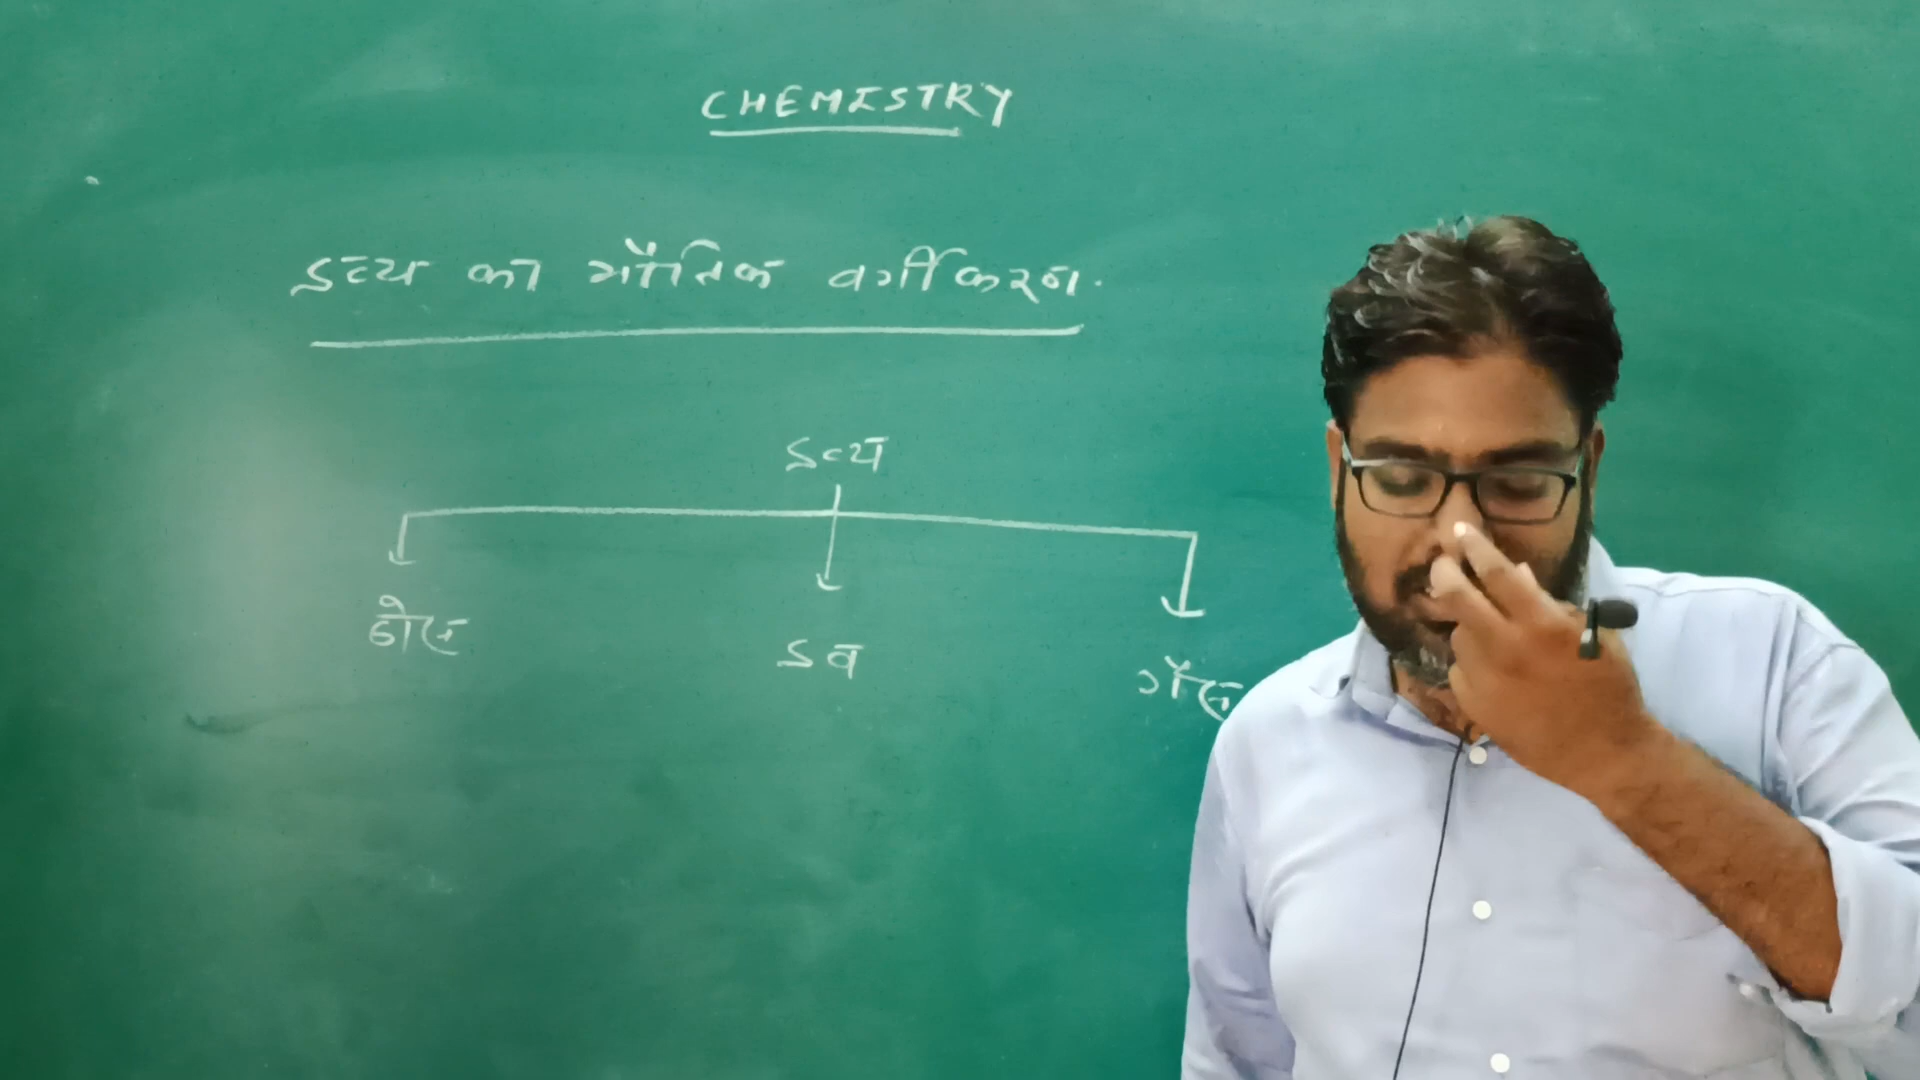 CHEMISTRY
द्रव्य का भौतिक वर्गीकरण.
द्रव्य
ठोस
द्रव
गैस